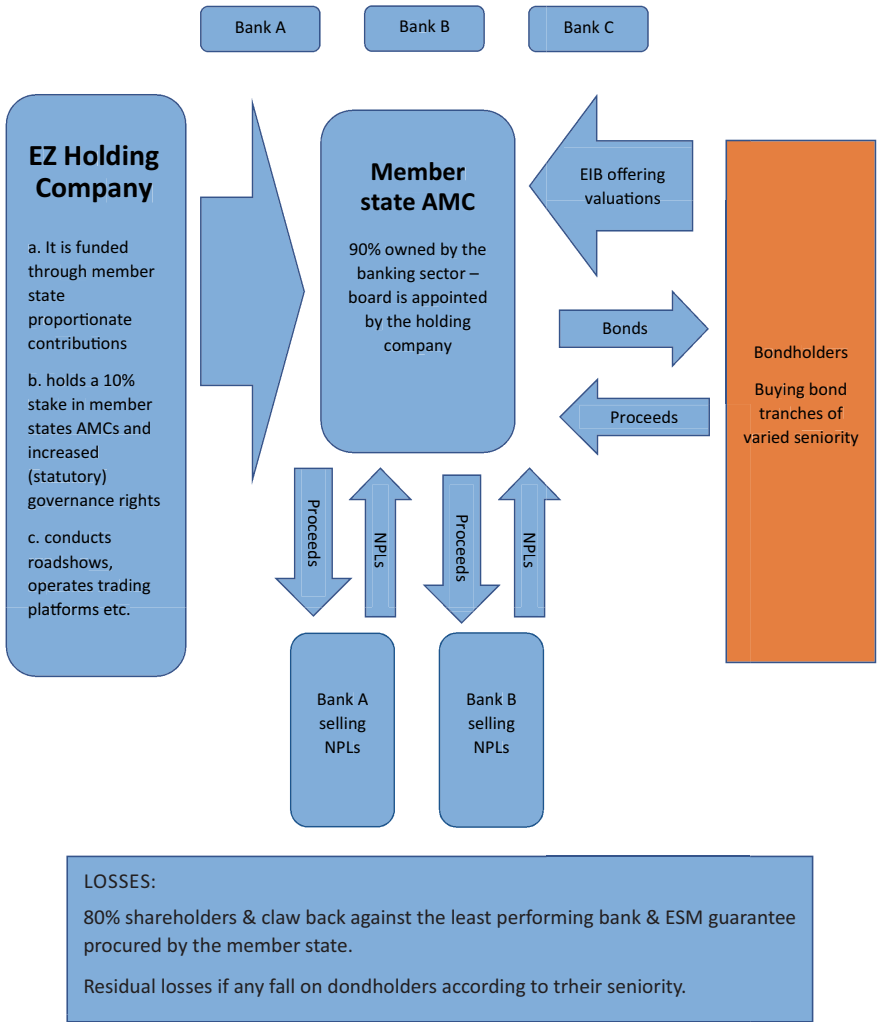 Bank A
Bank B
Bank C
EZ Holding
Company
a. It is funded
through member
state
proportionate
contributions
b. holds a 10%
stake in member
states AMCs and
increased
(statutory)
governance rights
c. conducts
roadshows,
operates trading
platforms etc.
Member
state AMC
90% owned by the
banking sector –
board is appointed
by the holding
company
EIB offering
valuations
Bonds
Proceeds
Bondholders
Buying bond
tranches of
varied seniority
Proceeds
NPLs
Proceeds
NPLs
Bank A
selling
NPLs
Bank B
selling
NPLs
LOSSES:
80% shareholders & claw back against the least performing bank & ESM guarantee
procured by the member state.
Residual losses if any fall on dondholders according to trheir seniority.